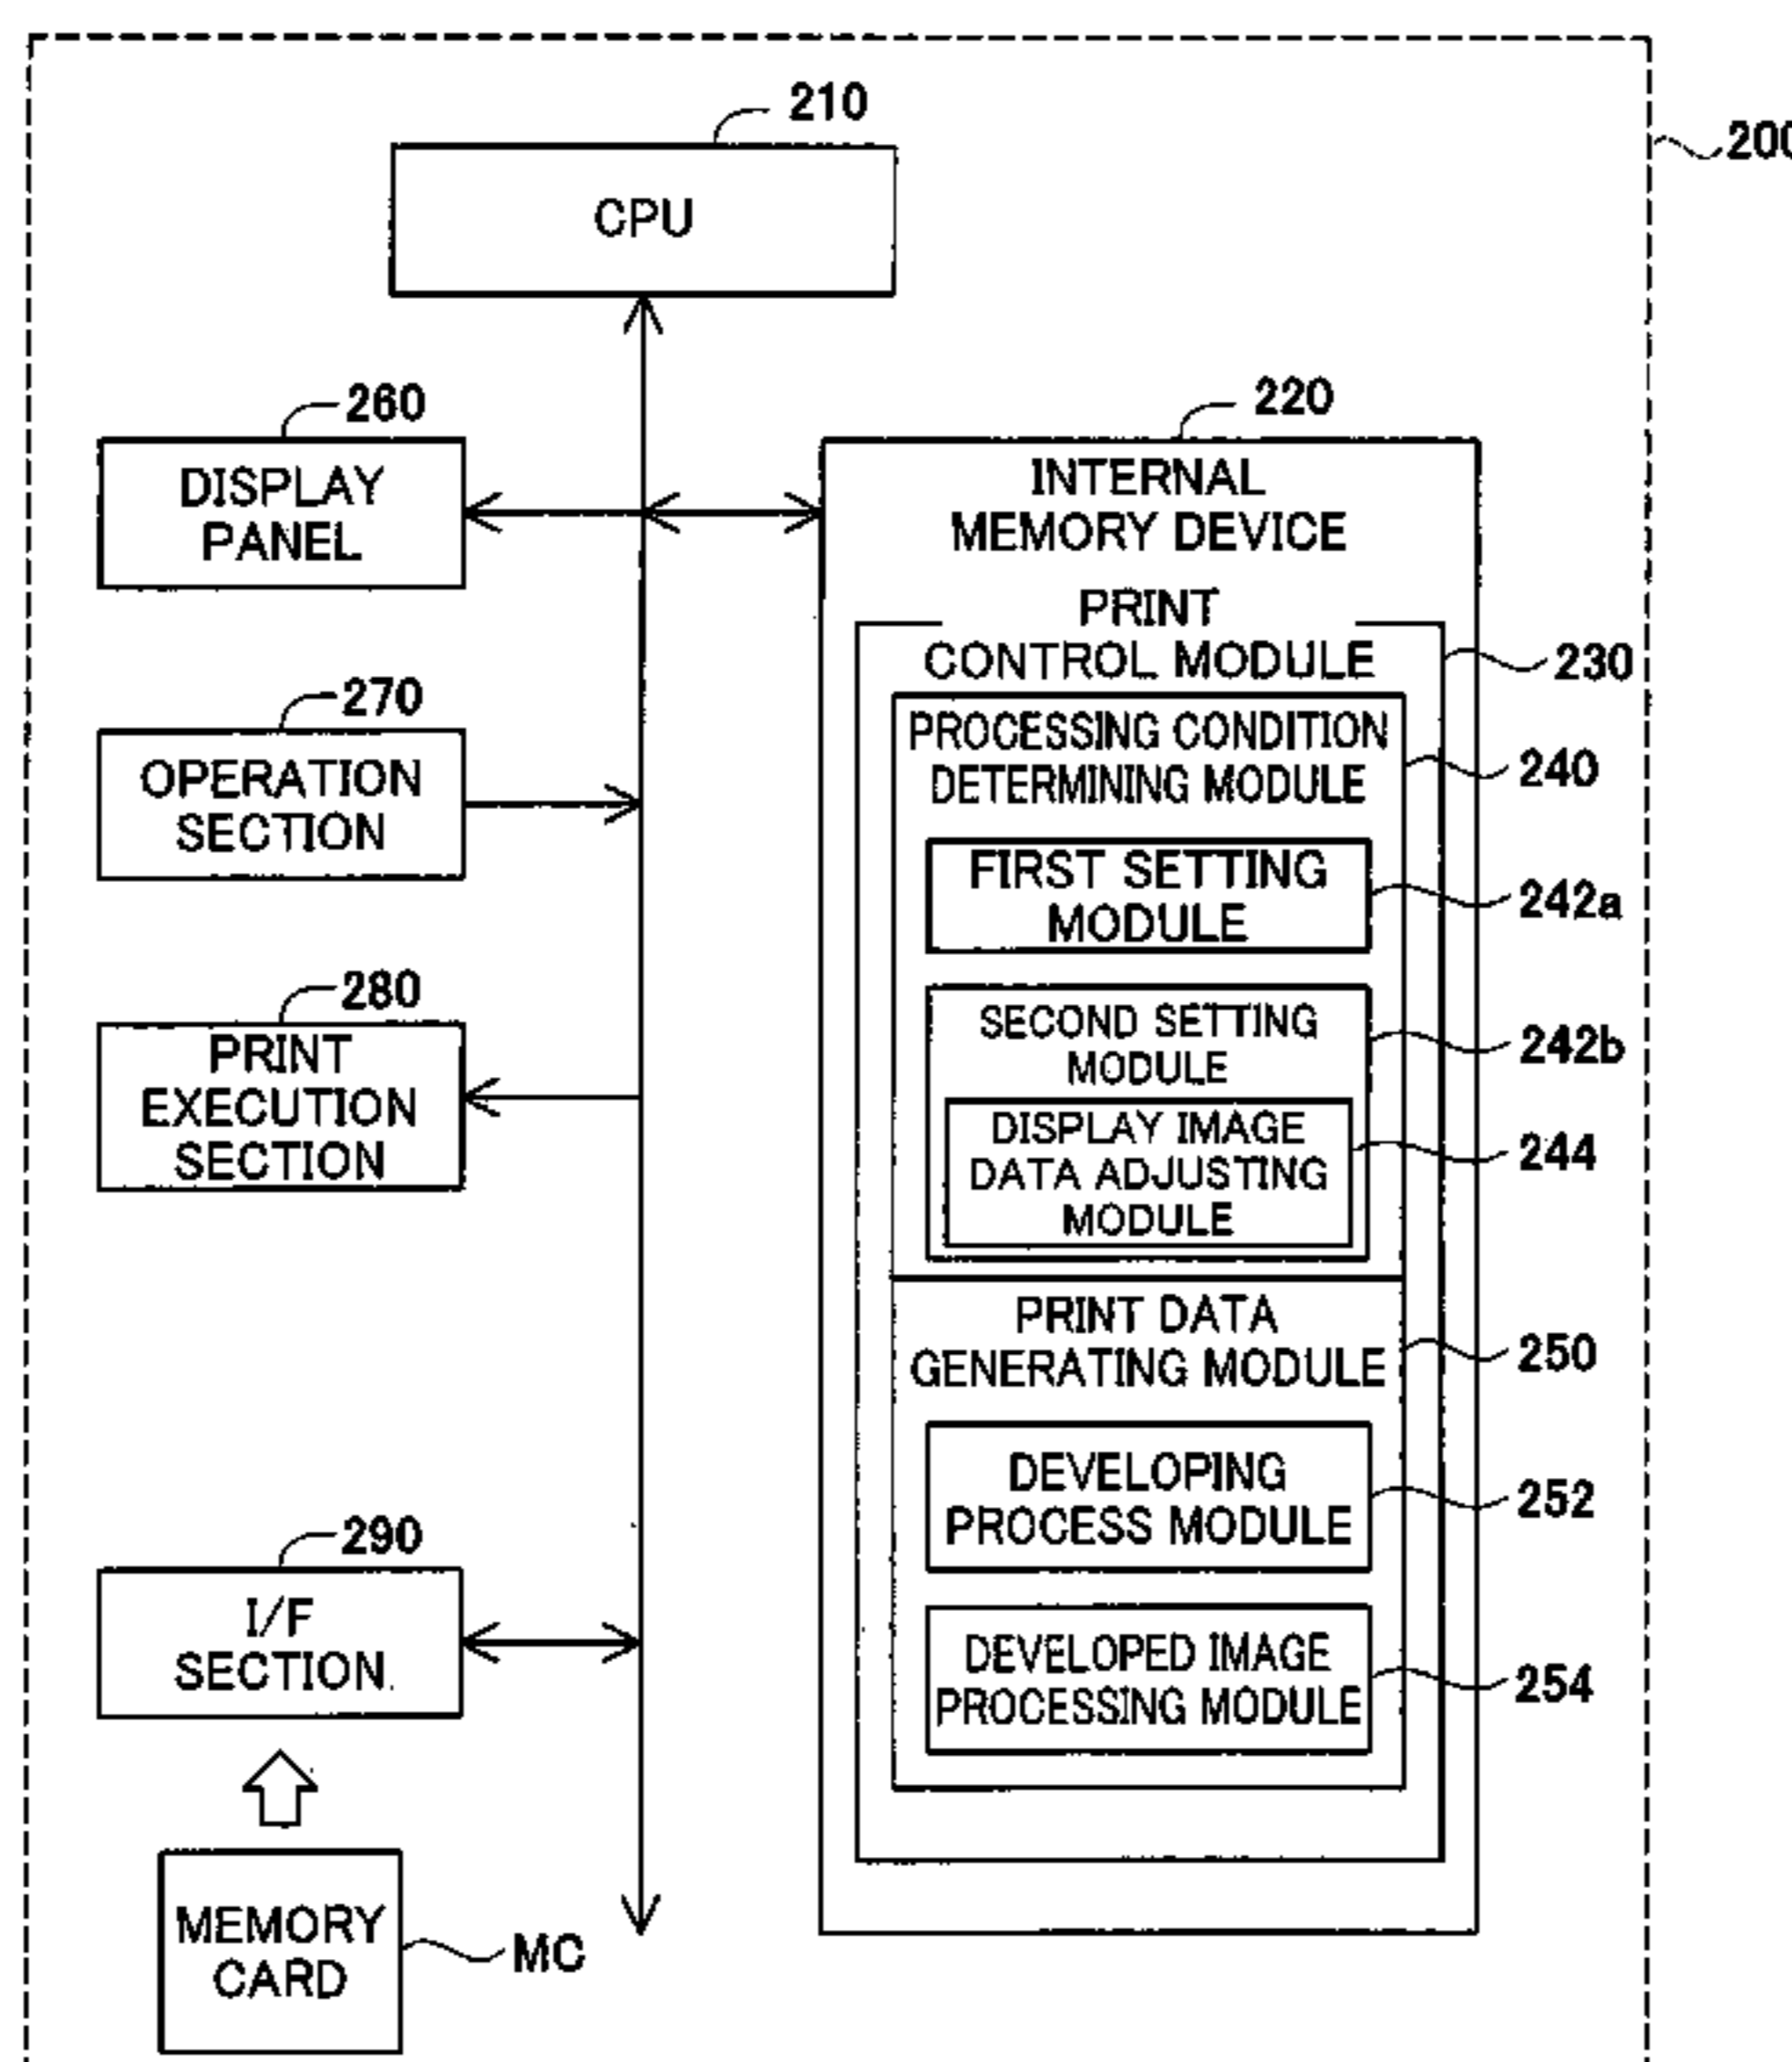 210
CPU
200
260
DISPLAY
PANEL
220
INTERNAL
MEMORY DEVICE
PRINT
CONTROL MODULE
230
PROCESSING CONDITION
DETERMINING MODULE
240
270
OPERATION
SECTION
FIRST SETTING
MODULE
242a
280
PRINT
EXECUTION
SECTION
SECOND SETTING
MODULE
242b
DISPLAY IMAGE
DATA ADJUSTING
MODULE
244
PRINT DATA
GENERATING MODULE
250
DEVELOPING
PROCESS MODULE
252
290
I/F
SECTION
DEVELOPED IMAGE
PROCESSING MODULE
254
MEMORY
CARD
MC